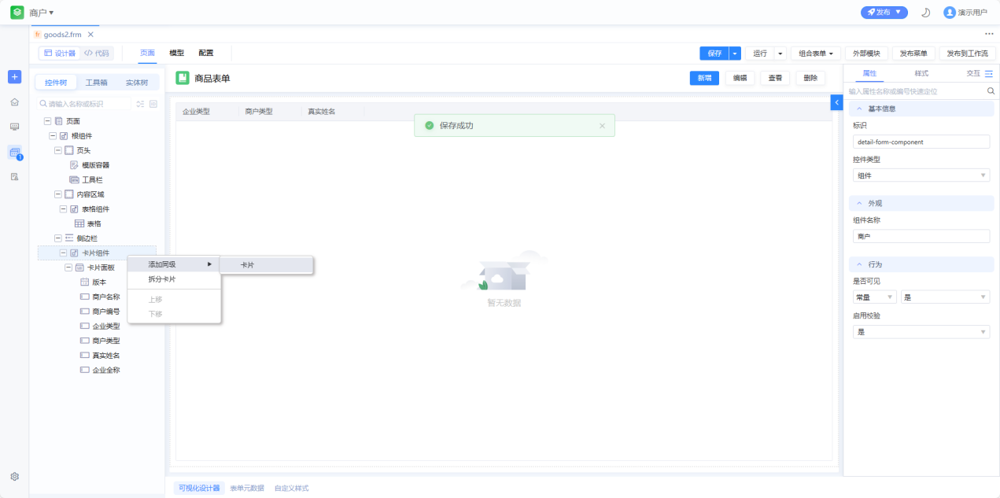 商户▾
发布 ▼
演示用户
fr goods2.frm ×
设计器
</> 代码
页面
模型
配置
保存
运行
组合表单
外部模块
发布菜单
发布到工作流
控件树
工具箱
实体树
请输入名称或标识
页面
根组件
页头
模版容器
工具栏
内容区域
表格组件
表格
侧边栏
卡片组件
卡片面板
版本
商户名称
商户编号
企业类型
商户类型
真实姓名
企业全称
添加同级
卡片
拆分卡片
上移
下移
商品表单
新增
编辑
查看
删除
企业类型
商户类型
真实姓名
保存成功
暂无数据
属性
样式
交互
输入属性名称或编号快速定位
基本信息
标识
detail-form-component
控件类型
组件
外观
组件名称
商户
行为
是否可见
常量
是
启用校验
是
可视化设计器
表单元数据
自定义样式
1